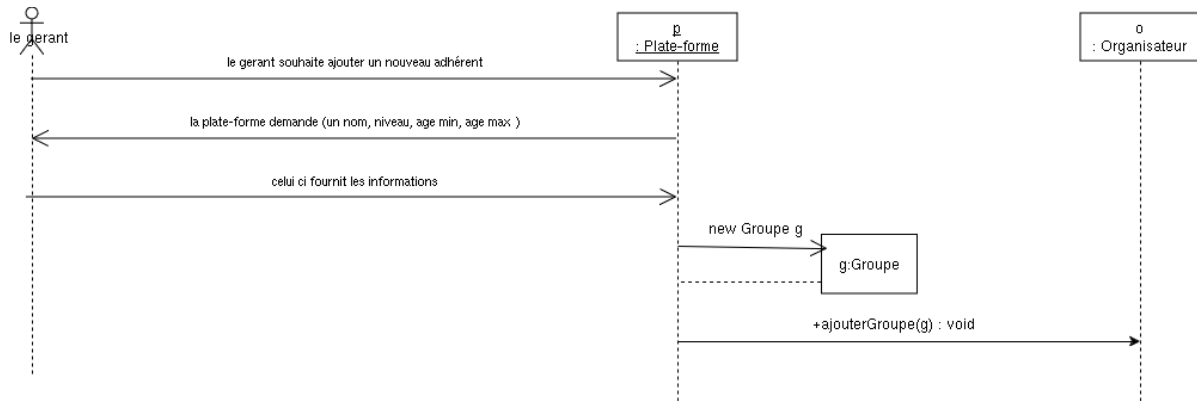 le gerant
p
: Plate-forme
o
: Organisateur
le gerant souhaite ajouter un nouveau adhérent
la plate-forme demande (un nom, niveau, age min, age max )
celui ci fournit les informations
new Groupe g
g:Groupe
+ajouterGroupe(g) : void